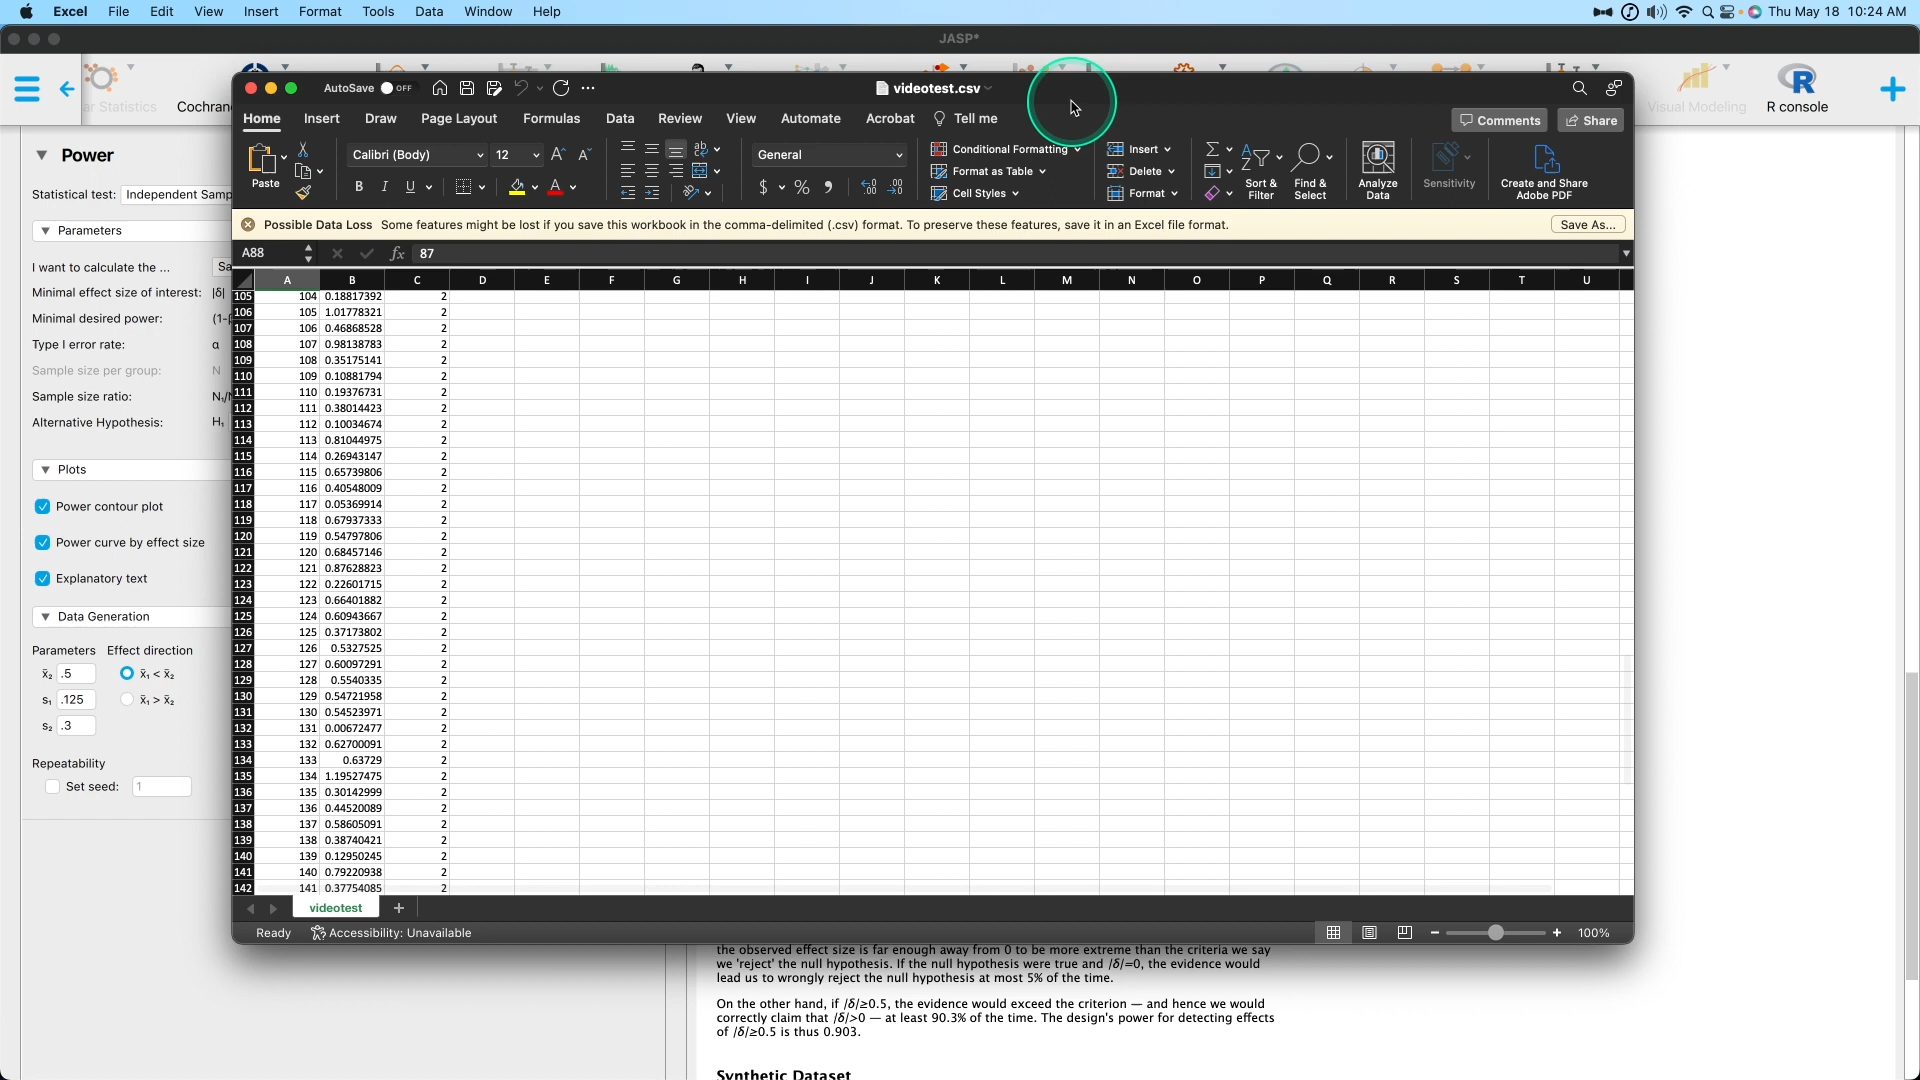 Excel File Edit View Insert Format Tools Data Window Help
Thu May 18 10:24 AM
JASP*
Cochran
Visual Modeling
R console
videotest.csv
AutoSave OFF
Home Insert Draw Page Layout Formulas Data Review View Automate Acrobat Tell me
Comments Share
Paste
Calibri (Body) 12
General
Conditional Formatting
Format as Table
Cell Styles
Insert
Delete
Format
Sort & Filter
Find & Select
Analyze Data
Sensitivity
Create and Share Adobe PDF
Possible Data Loss Some features might be lost if you save this workbook in the comma-delimited (.csv) format. To preserve these features, save it in an Excel file format. Save As...
A88 fx 87
A B C D E F G H I J K L M N O P Q R S T U
105 104 0.18817392 2
106 105 1.01778321 2
107 106 0.46868528 2
108 107 0.98138783 2
109 108 0.35175141 2
110 109 0.10881794 2
111 110 0.19376731 2
112 111 0.38014423 2
113 112 0.10034674 2
114 113 0.81044975 2
115 114 0.26943147 2
116 115 0.65739806 2
117 116 0.40548009 2
118 117 0.05369914 2
119 118 0.67937333 2
120 119 0.54797806 2
121 120 0.68457146 2
122 121 0.87628823 2
123 122 0.22601715 2
124 123 0.66401882 2
125 124 0.60943667 2
126 125 0.37173802 2
127 126 0.5327525 2
128 127 0.60097291 2
129 128 0.5540335 2
130 129 0.54721958 2
131 130 0.54523971 2
132 131 0.00672477 2
133 132 0.62700091 2
134 133 0.63729 2
135 134 1.19527475 2
136 135 0.30142999 2
137 136 0.44520089 2
138 137 0.58605091 2
139 138 0.38740421 2
140 139 0.12950245 2
141 140 0.79220938 2
142 141 0.37754085 2
videotest
Ready Accessibility: Unavailable 100%
Power
Statistical test: Independent Samp
Parameters
I want to calculate the ... Sa
Minimal effect size of interest: |δ|
Minimal desired power:
Type I error rate: α
Sample size per group: N
Sample size ratio:
Alternative Hypothesis: H₁
Plots
Power contour plot
Power curve by effect size
Explanatory text
Data Generation
Parameters Effect direction
x̄₂ .5 x̄₁ < x̄₂
s₁ .125 x̄₁ > x̄₂
s₂ .3
Repeatability
Set seed: 1
the observed effect size is far enough away from 0 to be more extreme than the criteria we say
we 'reject' the null hypothesis. If the null hypothesis were true and |δ|=0, the evidence would
lead us to wrongly reject the null hypothesis at most 5% of the time.
On the other hand, if |δ|≥0.5, the evidence would exceed the criterion — and hence we would
correctly claim that |δ|>0 — at least 90.3% of the time. The design's power for detecting effects
of |δ|≥0.5 is thus 0.903.
Synthetic Dataset